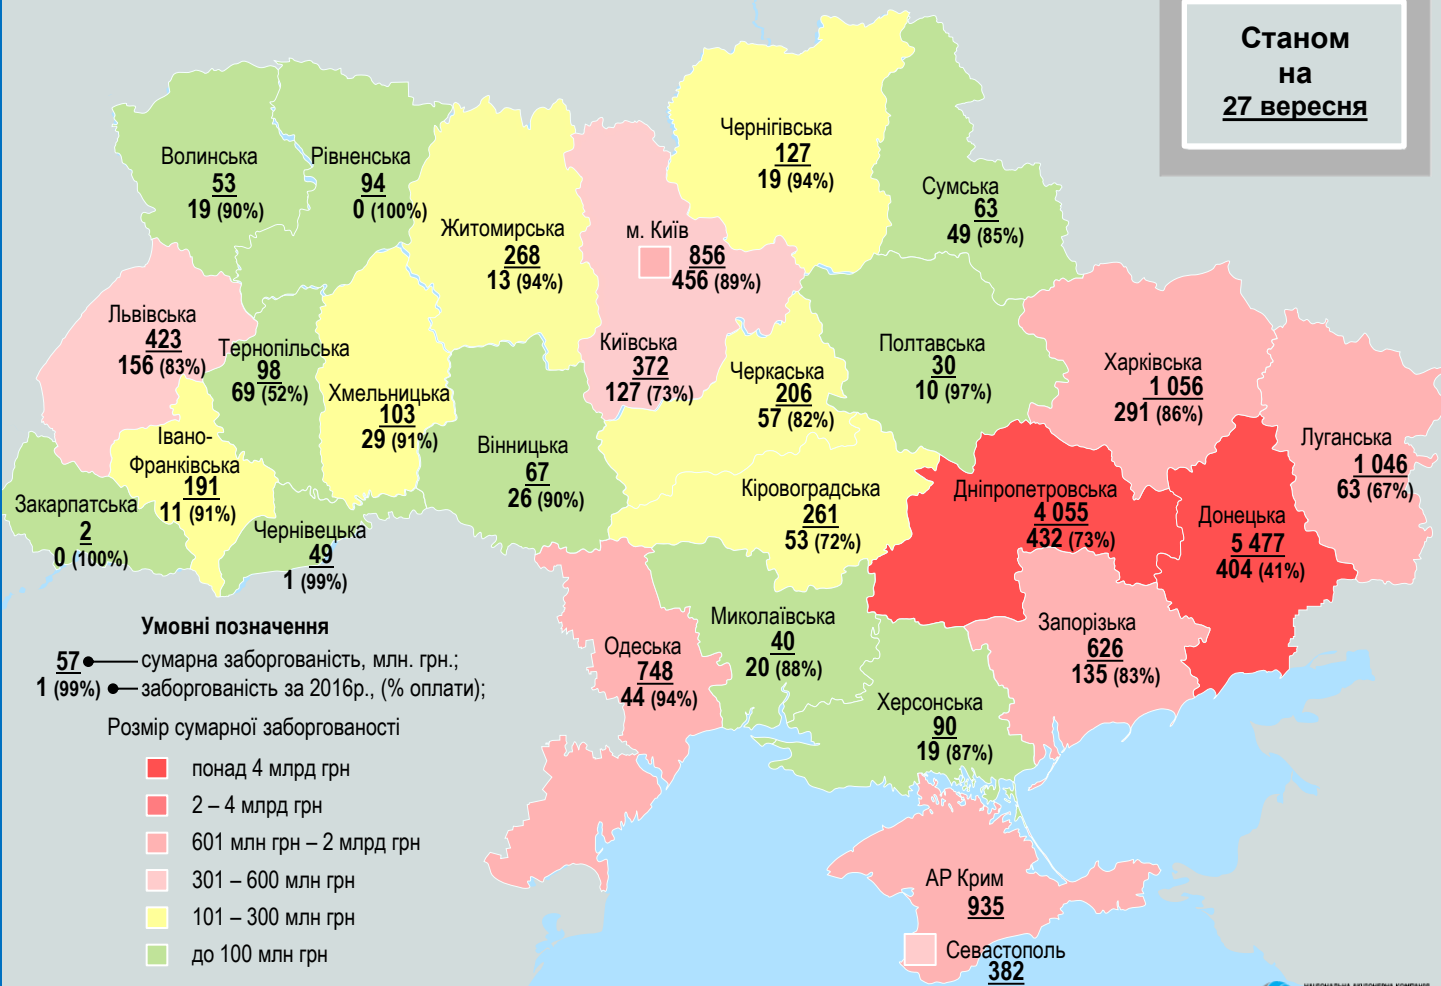 Станом
на
27 вересня
Волинська
53
19 (90%)
Рівненська
94
0 (100%)
Житомирська
268
13 (94%)
м. Київ
856
456 (89%)
Чернігівська
127
19 (94%)
Сумська
63
49 (85%)
Львівська
423
156 (83%)
Тернопільська
98
69 (52%)
Хмельницька
103
29 (91%)
Київська
372
127 (73%)
Черкаська
206
57 (82%)
Полтавська
30
10 (97%)
Харківська
1 056
291 (86%)
Луганська
1 046
63 (67%)
Івано-
Франківська
191
11 (91%)
Закарпатська
2
0 (100%)
Чернівецька
49
1 (99%)
Вінницька
67
26 (90%)
Кіровоградська
261
53 (72%)
Дніпропетровська
4 055
432 (73%)
Донецька
5 477
404 (41%)
Одеська
748
44 (94%)
Миколаївська
40
20 (88%)
Запорізька
626
135 (83%)
Херсонська
90
19 (87%)
АР Крим
935
Севастополь
382
Умовні позначення
57 сумарна заборгованість, млн. грн.;
1 (99%) заборгованість за 2016р., (% оплати);
Розмір сумарної заборгованості
понад 4 млрд грн
2 – 4 млрд грн
601 млн грн – 2 млрд грн
301 – 600 млн грн
101 – 300 млн грн
до 100 млн грн